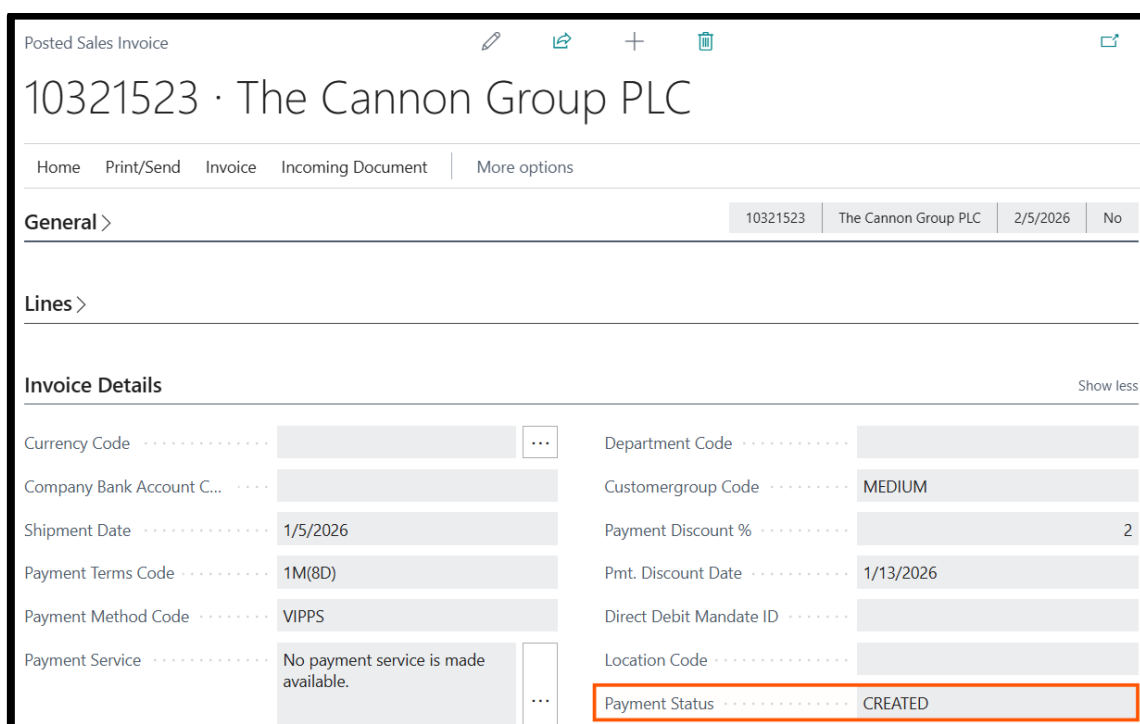 Posted Sales Invoice
10321523 · The Cannon Group PLC
Home Print/Send Invoice Incoming Document More options
General
10321523 The Cannon Group PLC 2/5/2026 No
Lines
Invoice Details Show less
Currency Code ... Department Code
Company Bank Account C... Customergroup Code MEDIUM
Shipment Date 1/5/2026 Payment Discount % 2
Payment Terms Code 1M(8D) Pmt. Discount Date 1/13/2026
Payment Method Code VIPPS Direct Debit Mandate ID
Payment Service No payment service is made Location Code
available.
... Payment Status CREATED